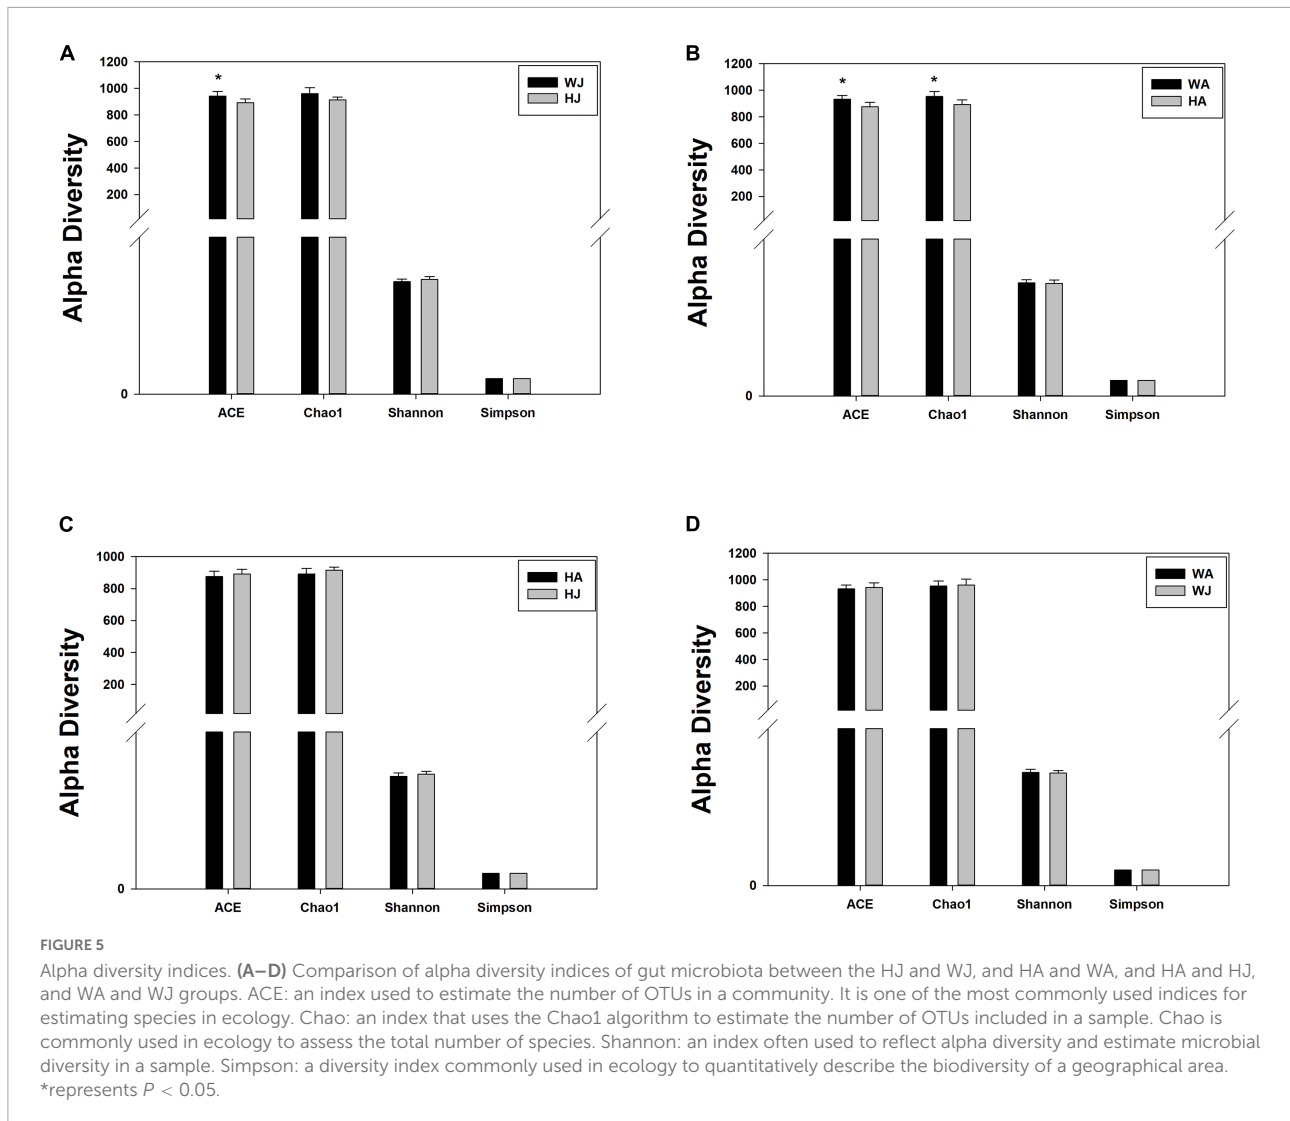 A
Alpha Diversity
1200
1000
800
600
400
200
0
*
WJ
HJ
ACE Chao1 Shannon Simpson
B
Alpha Diversity
1200
1000
800
600
400
200
0
* *
WA
HA
ACE Chao1 Shannon Simpson
C
Alpha Diversity
1000
800
600
400
200
0
HA
HJ
ACE Chao1 Shannon Simpson
D
Alpha Diversity
1200
1000
800
600
400
200
0
WA
WJ
ACE Chao1 Shannon Simpson
FIGURE 5
Alpha diversity indices. (A–D) Comparison of alpha diversity indices of gut microbiota between the HJ and WJ, and HA and WA, and HA and HJ,
and WA and WJ groups. ACE: an index used to estimate the number of OTUs in a community. It is one of the most commonly used indices for
estimating species in ecology. Chao: an index that uses the Chao1 algorithm to estimate the number of OTUs included in a sample. Chao is
commonly used in ecology to assess the total number of species. Shannon: an index often used to reflect alpha diversity and estimate microbial
diversity in a sample. Simpson: a diversity index commonly used in ecology to quantitatively describe the biodiversity of a geographical area.
*represents P < 0.05.